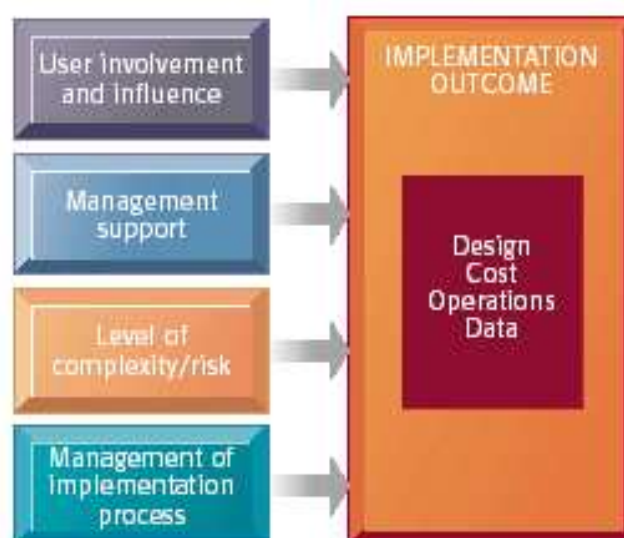 User involvement
and influence
Management
support
Level of
complexity/risk
Management of
implementation
process
IMPLEMENTATION
OUTCOME
Design
Cost
Operations
Data